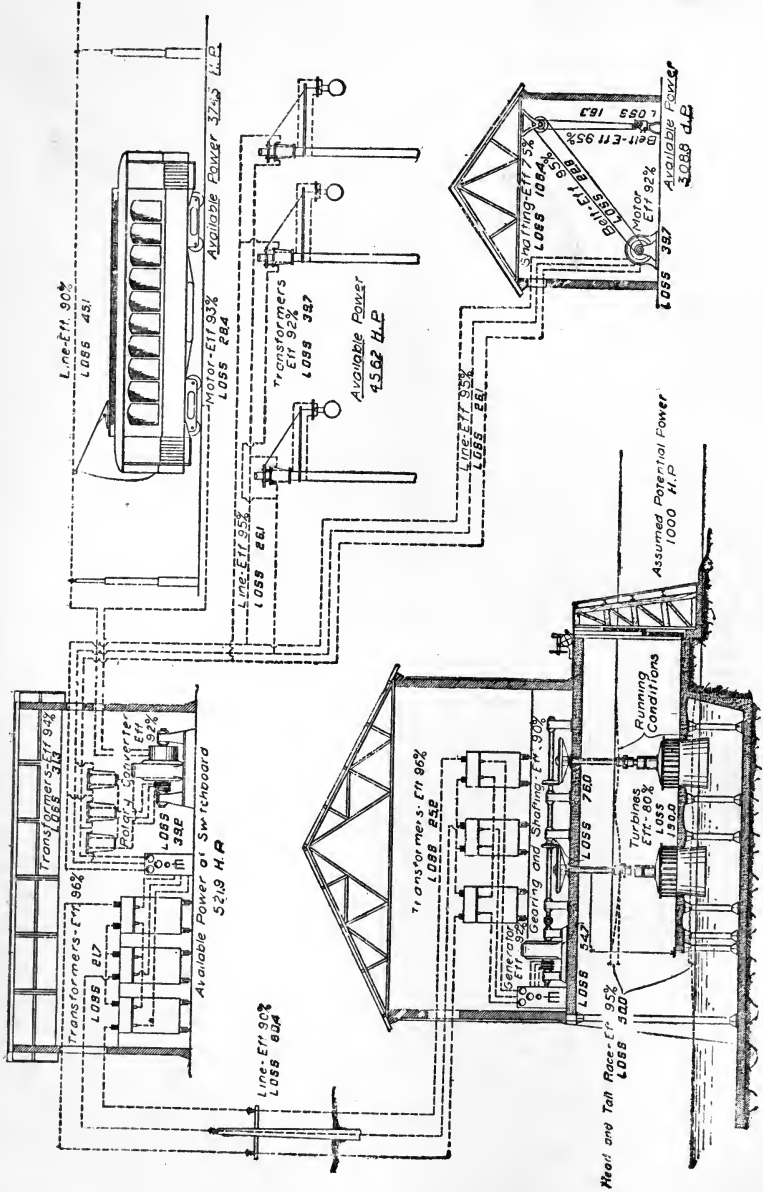 Line-Eff. 90%
LOSS 45.1
Motor-Eff 93%
LOSS 28.4
Available Power 374.5 H.P.
Transformers-Eff 94%
LOSS 31.3
Rotary Converter
Eff 92%
LOSS 39.2
Transformers-Eff 96%
LOSS 21.7
Available Power at Switchboard
521.9 H.P.
Line-Eff 95%
LOSS 26.1
Transformers
Eff 92%
LOSS 39.7
Available Power
456.2 H.P.
Line-Eff 95%
LOSS 26.1
Shafting-Eff 75%
LOSS 108.4
Belt-Eff 95%
LOSS 22.8
Belt-Eff 95%
LOSS 16.3
Motor
Eff 92%
LOSS 39.7
Available Power
308.8 H.P.
Line-Eff 90%
LOSS 60.4
Transformers-Eff 96%
LOSS 25.2
Generator
Eff 92%
LOSS 54.7
Gearing and Shafting, Eff. 90%
LOSS 76.0
Turbines
Eff-80%
LOSS
190.0
Running
Conditions
Assumed Potential Power
1000 H.P.
Head and Tail Race-Eff 95%
LOSS 50.0